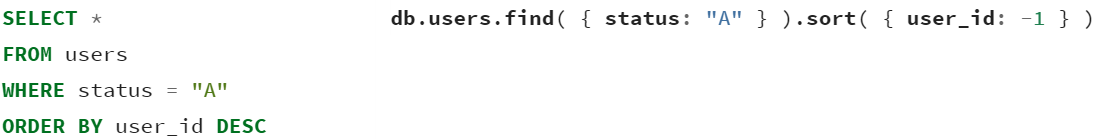 SELECT *
FROM users
WHERE status = "A"
ORDER BY user_id DESC
db.users.find( { status: "A" } ).sort( { user_id: -1 } )